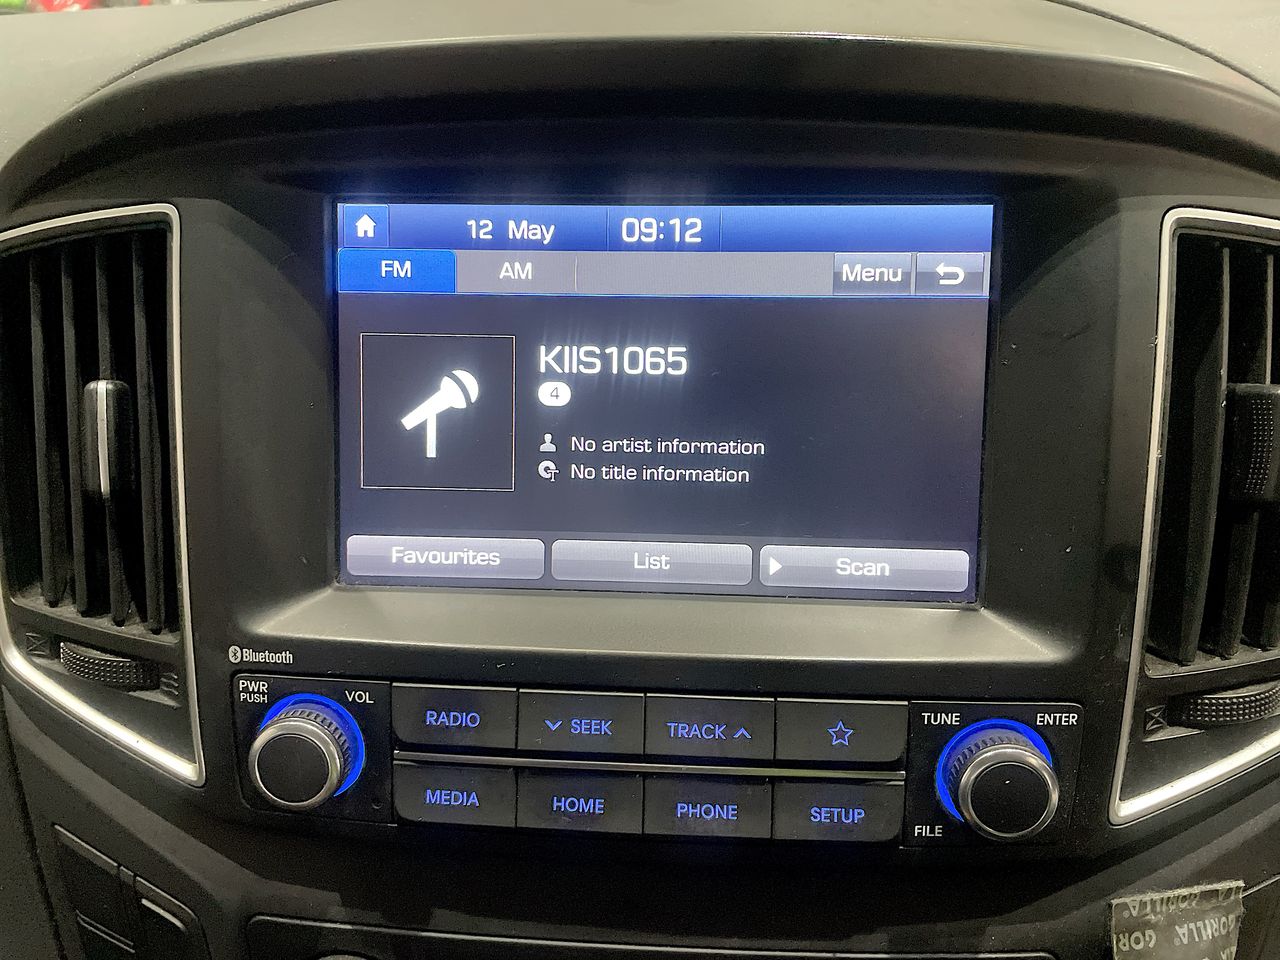 12 May 09:12
FM AM Menu
KIIS1065
4
No artist information
No title information
Favourites List Scan
Bluetooth
PWR
PUSH
VOL
RADIO SEEK TRACK
TUNE ENTER
MEDIA HOME PHONE SETUP
FILE
GORILLA